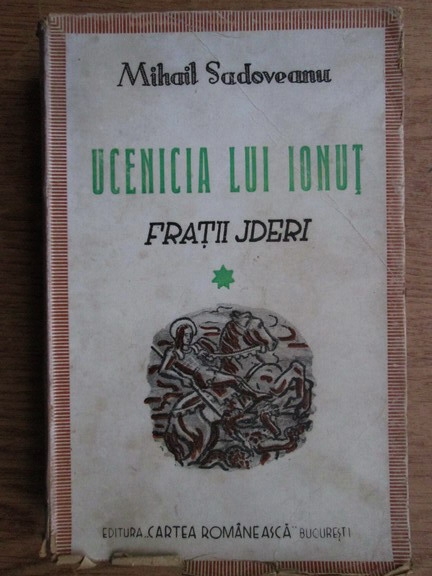 Mihail Sadoveanu
UCENICIA LUI IONUȚ
FRAȚII JDERI
EDITURA „CARTEA ROMÂNEASCĂ" BUCUREȘTI